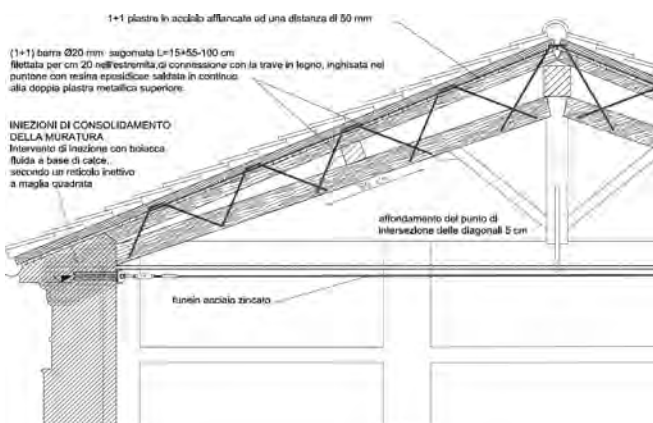 1+1 piastre in acciaio affiancate ad una distanza di 50 mm
(1+1) barra Ø20 mm sagomata L=15+55-100 cm
filettata per cm 20 nell'estremità di connessione con la trave in legno, inghisata nel
puntone con resina epossidica e saldata in continuo
alla doppia piastra metallica superiore.
INIEZIONI DI CONSOLIDAMENTO
DELLA MURATURA
Intervento di iniezione con boiacca
fluida a base di calce,
secondo un reticolo iniettivo
a maglia quadrata
cm
affondamento del punto di
intersezione delle diagonali 5 cm
fune in acciaio zincato